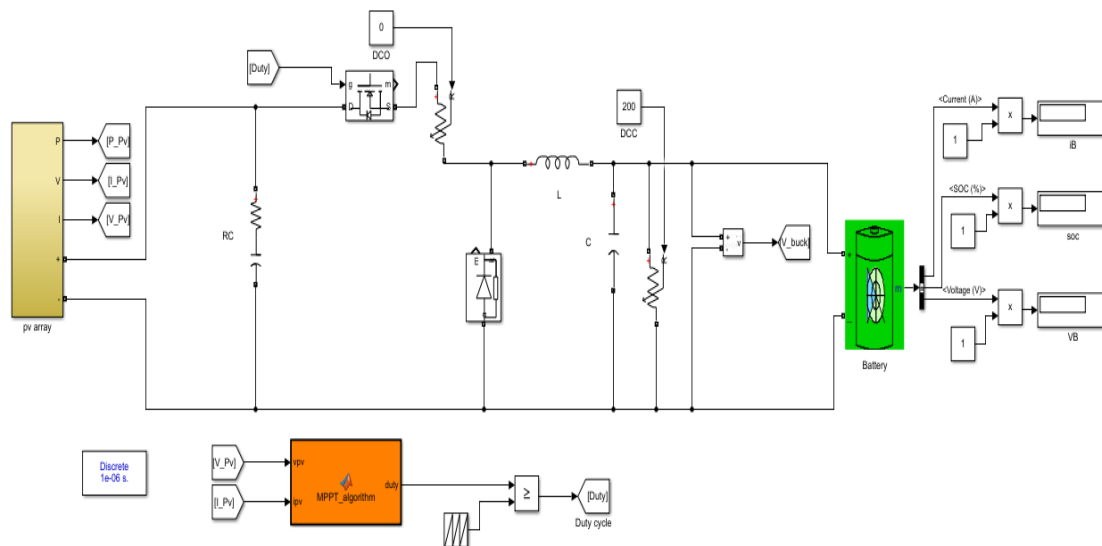 0
DCO
[Duty]
g
m
D
S
R
+
200
DCC
<Current (A)>
x
1
iB
P
[P_Pv]
V
[I_Pv]
I
[V_Pv]
+
-
pv array
RC
+
E
+
L
+
C
+
R
+
-
v
V_buck]
<SOC (%)>
x
1
soc
+
m
-
Battery
<Voltage (V)>
x
1
VB
Discrete
1e-06 s.
[V_Pv]
vpv
[I_Pv]
ipv
MPPT_algorithm
duty
≥
[Duty]
Duty cycle